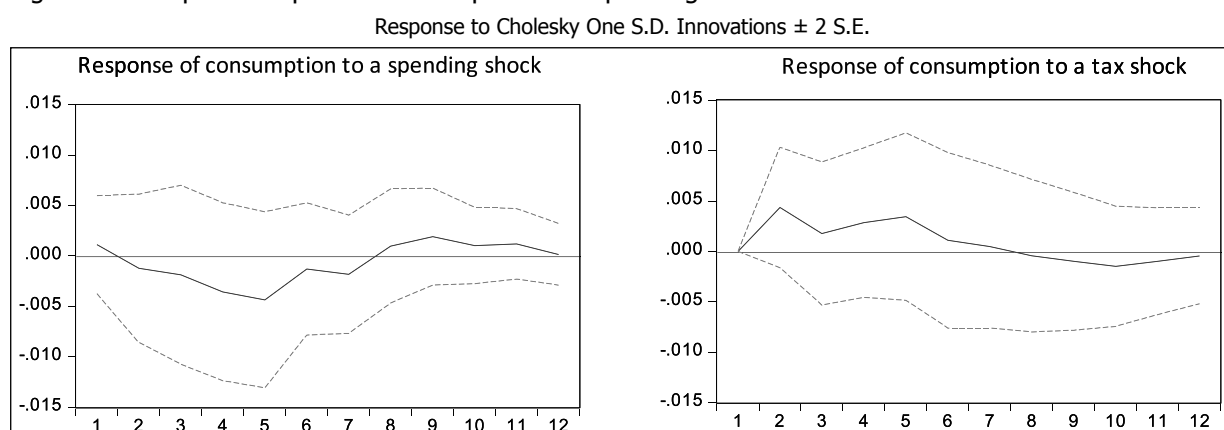 Response to Cholesky One S.D. Innovations ± 2 S.E.
Response of consumption to a spending shock
.015
.010
.005
.000
-.005
-.010
-.015
1 2 3 4 5 6 7 8 9 10 11 12
Response of consumption to a tax shock
.015
.010
.005
.000
-.005
-.010
-.015
1 2 3 4 5 6 7 8 9 10 11 12